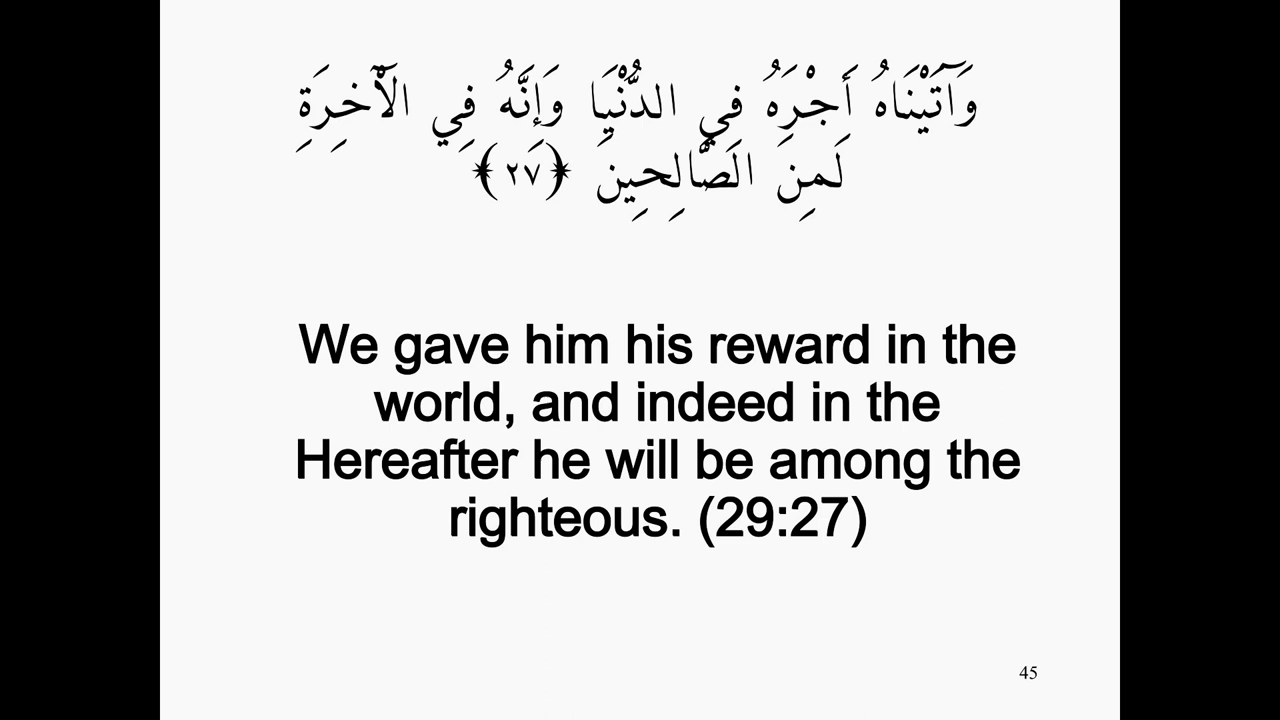 وَآتَيْنَاهُ أَجْرَهُ فِي الدُّنْيَا وَإِنَّهُ فِي الْآخِرَةِ
لَمِنَ الصَّالِحِينَ ﴿٢٧﴾
We gave him his reward in the
world, and indeed in the
Hereafter he will be among the
righteous. (29:27)
45